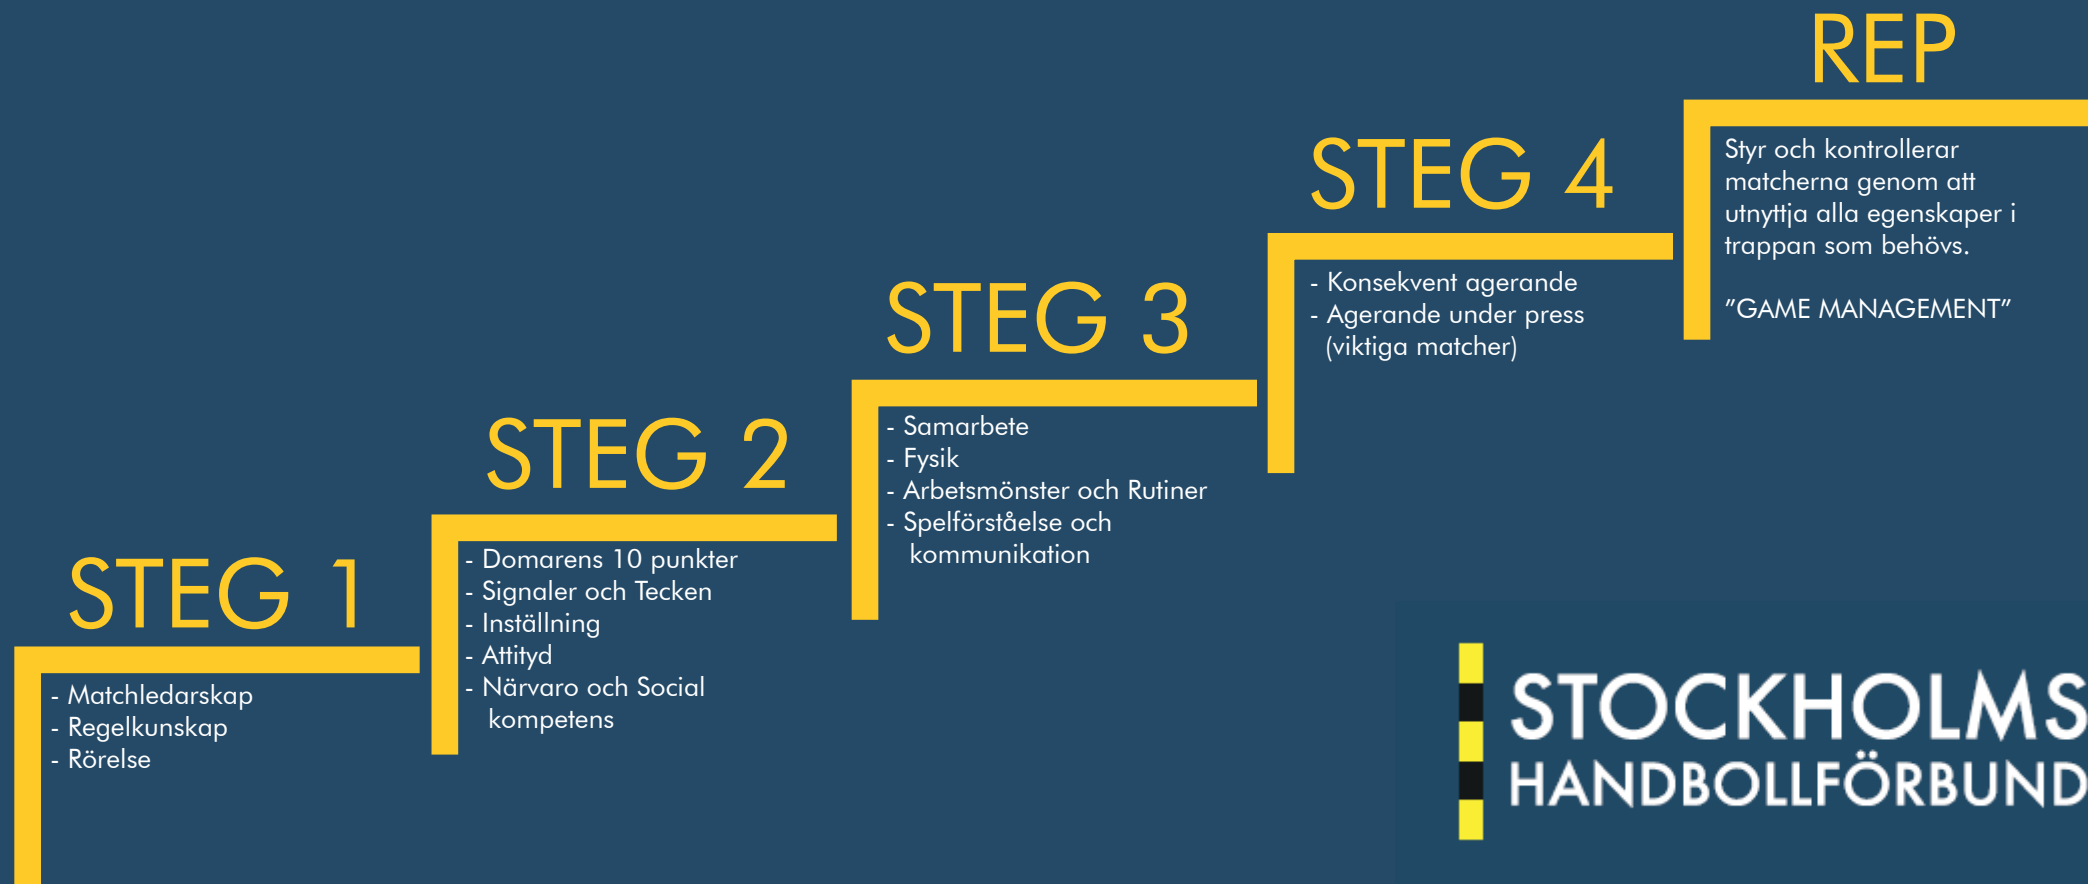 STEG 1
- Matchledarskap
- Regelkunskap
- Rörelse
STEG 2
- Domarens 10 punkter
- Signaler och Tecken
- Inställning
- Attityd
- Närvaro och Social
kompetens
STEG 3
- Samarbete
- Fysik
- Arbetsmönster och Rutiner
- Spelförståelse och
kommunikation
STEG 4
- Konsekvent agerande
- Agerande under press
(viktiga matcher)
REP
Styr och kontrollerar
matcherna genom att
utnyttja alla egenskaper i
trappan som behövs.
”GAME MANAGEMENT”
STOCKHOLMS
HANDBOLLFÖRBUND